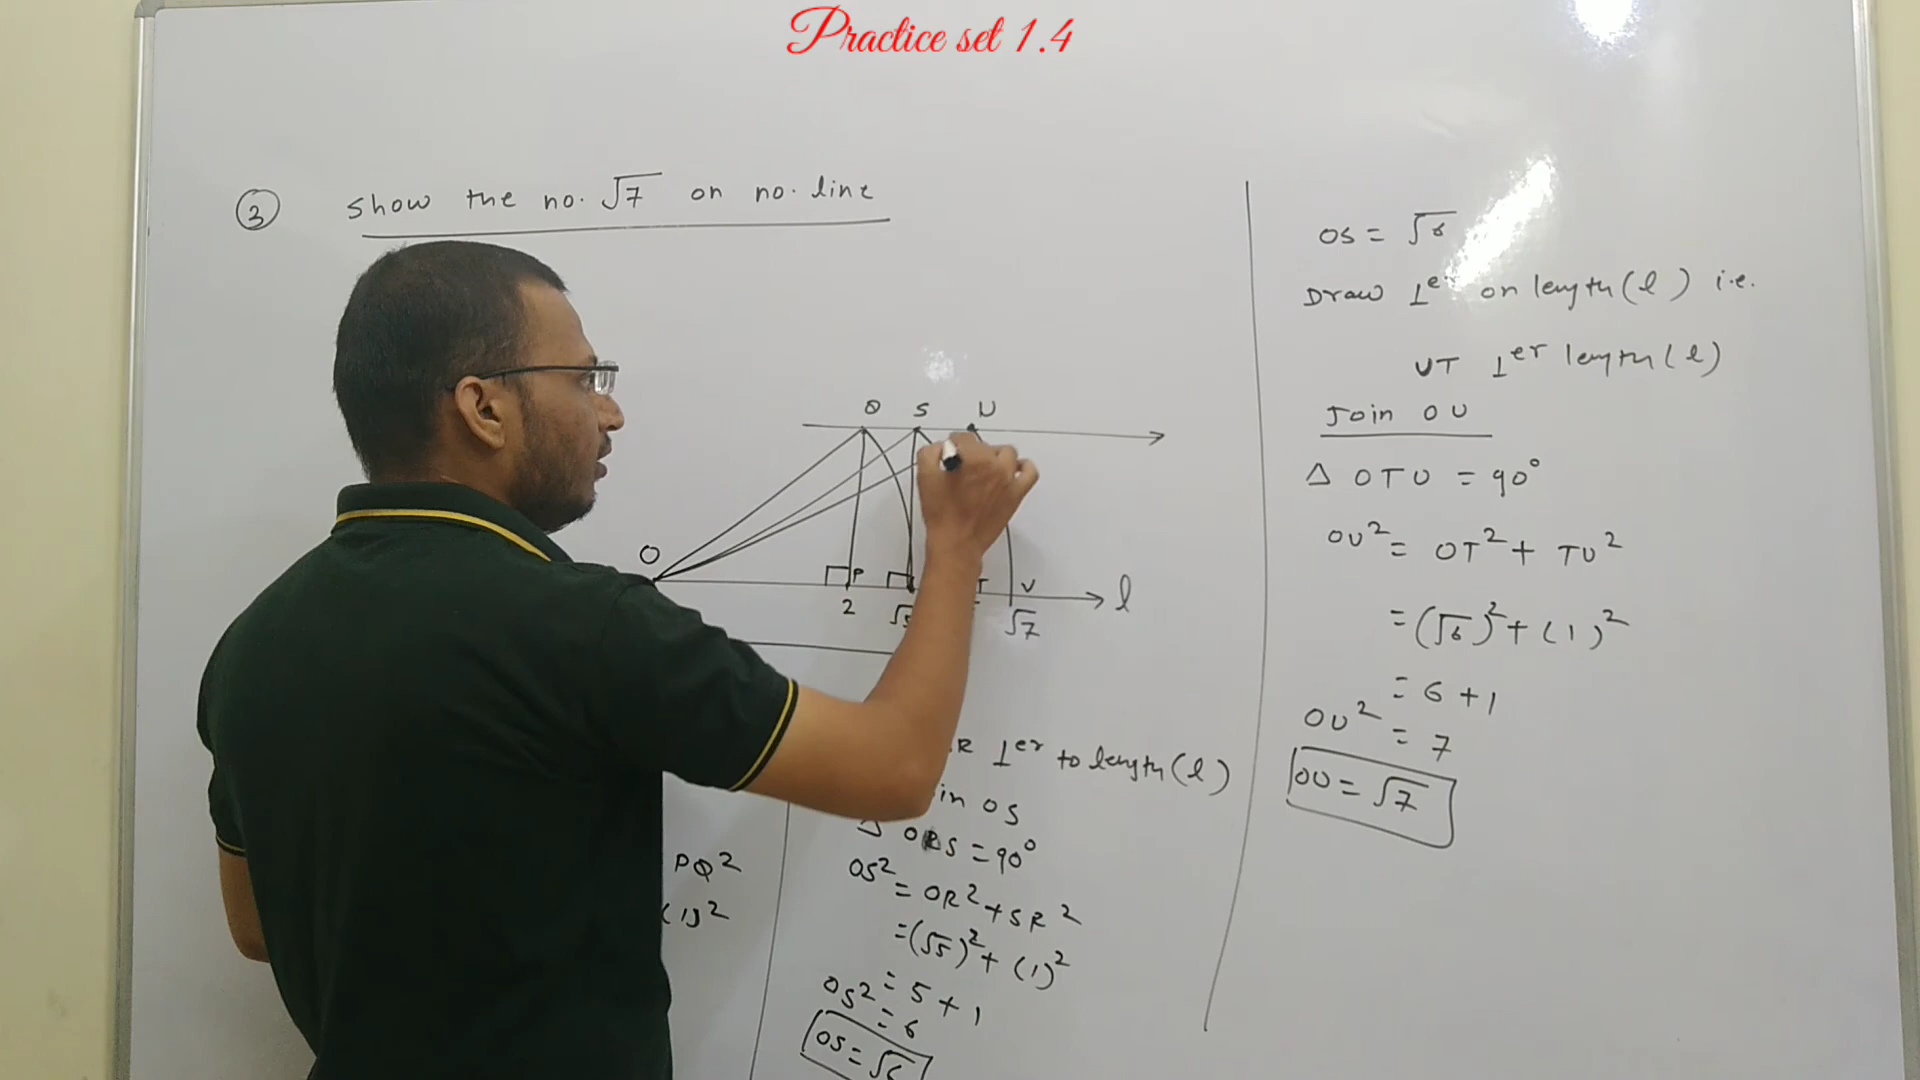 Practice set 1.4
3 show the no. √7 on no. line
Q S U
O
P T V l
2 √5 √7
PQ²
(1)²
R ⊥er to length (l)
in OS
Δ ORS = 90°
OS² = OR² + SR²
= (√5)² + (1)²
= 5 + 1
OS² = 6
OS = √6
OS = √6
Draw ⊥er on length (l) i.e.
UT ⊥er length (l)
Join OU
Δ OTU = 90°
OU² = OT² + TU²
= (√6)² + (1)²
= 6 + 1
OU² = 7
OU = √7